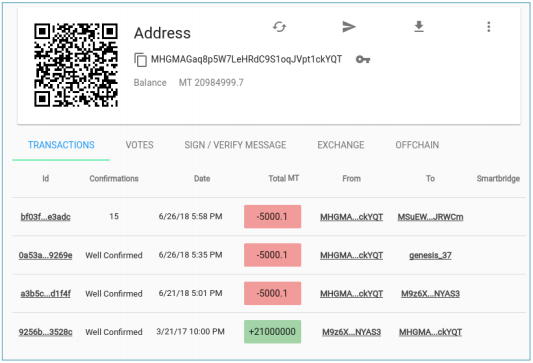 Address
MHGMAGaq8p5W7LeHRdC9S1oqJVpt1ckYQT
Balance MT 20984999.7
TRANSACTIONS VOTES SIGN / VERIFY MESSAGE EXCHANGE OFFCHAIN
Id Confirmations Date Total MT From To Smartbridge
bf03f...e3adc 15 6/26/18 5:58 PM -5000.1 MHGMA...ckYQT MSuEW...JRWCm
0a53a...9269e Well Confirmed 6/26/18 5:35 PM -5000.1 MHGMA...ckYQT genesis_37
a3b5c...d1f4f Well Confirmed 6/21/18 5:01 PM -5000.1 MHGMA...ckYQT M9z6X...NYAS3
9256b...3528c Well Confirmed 3/21/17 10:00 PM +21000000 M9z6X...NYAS3 MHGMA...ckYQT